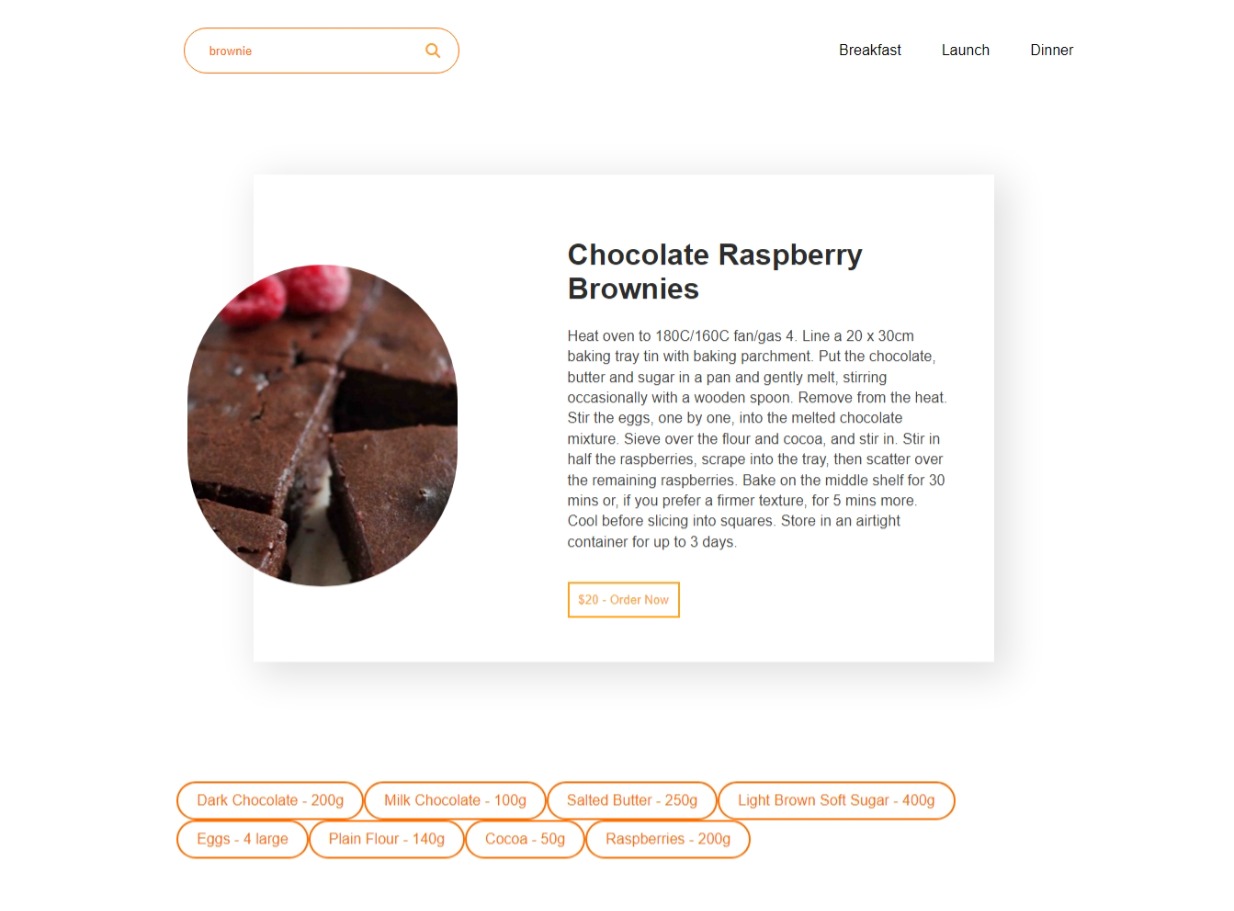 brownie
Breakfast Launch Dinner
Chocolate Raspberry
Brownies
Heat oven to 180C/160C fan/gas 4. Line a 20 x 30cm
baking tray tin with baking parchment. Put the chocolate,
butter and sugar in a pan and gently melt, stirring
occasionally with a wooden spoon. Remove from the heat.
Stir the eggs, one by one, into the melted chocolate
mixture. Sieve over the flour and cocoa, and stir in. Stir in
half the raspberries, scrape into the tray, then scatter over
the remaining raspberries. Bake on the middle shelf for 30
mins or, if you prefer a firmer texture, for 5 mins more.
Cool before slicing into squares. Store in an airtight
container for up to 3 days.
$20 - Order Now
Dark Chocolate - 200g Milk Chocolate - 100g Salted Butter - 250g Light Brown Soft Sugar - 400g
Eggs - 4 large Plain Flour - 140g Cocoa - 50g Raspberries - 200g